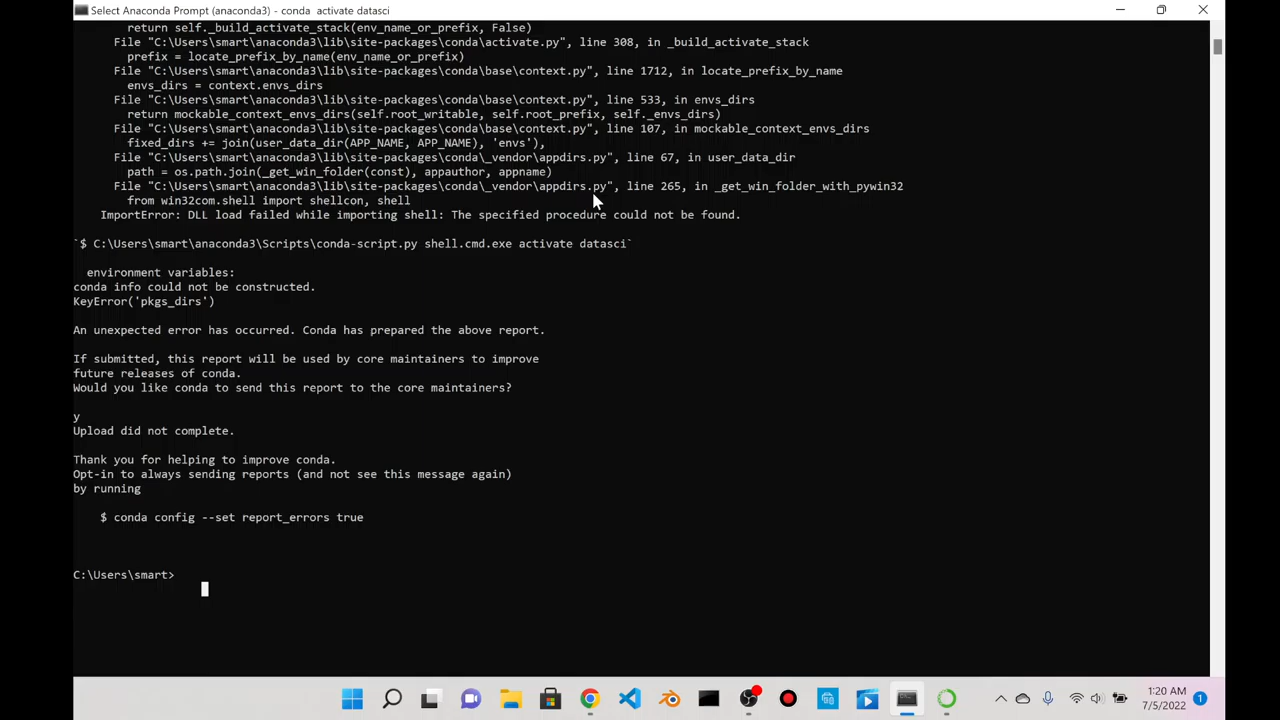 Select Anaconda Prompt (anaconda3) - conda  activate datasci
return self._build_activate_stack(env_name_or_prefix, False)
File "C:\Users\smart\anaconda3\lib\site-packages\conda\activate.py", line 308, in _build_activate_stack
prefix = locate_prefix_by_name(env_name_or_prefix)
File "C:\Users\smart\anaconda3\lib\site-packages\conda\base\context.py", line 1712, in locate_prefix_by_name
envs_dirs = context.envs_dirs
File "C:\Users\smart\anaconda3\lib\site-packages\conda\base\context.py", line 533, in envs_dirs
return mockable_context_envs_dirs(self.root_writable, self.root_prefix, self._envs_dirs)
File "C:\Users\smart\anaconda3\lib\site-packages\conda\base\context.py", line 107, in mockable_context_envs_dirs
fixed_dirs += join(user_data_dir(APP_NAME, APP_NAME), 'envs'),
File "C:\Users\smart\anaconda3\lib\site-packages\conda\_vendor\appdirs.py", line 67, in user_data_dir
path = os.path.join(_get_win_folder(const), appauthor, appname)
File "C:\Users\smart\anaconda3\lib\site-packages\conda\_vendor\appdirs.py", line 265, in _get_win_folder_with_pywin32
from win32com.shell import shellcon, shell
ImportError: DLL load failed while importing shell: The specified procedure could not be found.
`$ C:\Users\smart\anaconda3\Scripts\conda-script.py shell.cmd.exe activate datasci`
environment variables:
conda info could not be constructed.
KeyError('pkgs_dirs')
An unexpected error has occurred. Conda has prepared the above report.
If submitted, this report will be used by core maintainers to improve
future releases of conda.
Would you like conda to send this report to the core maintainers?
y
Upload did not complete.
Thank you for helping to improve conda.
Opt-in to always sending reports (and not see this message again)
by running
$ conda config --set report_errors true
C:\Users\smart>
1:20 AM
7/5/2022
1